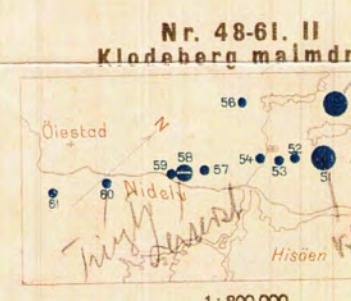 Nr. 48-61. II
Klodeberg malmdr
56
Öiestad
N
59
58
57
54
53
52
51
61
60
Nidelv
Hisöen
1:800.000